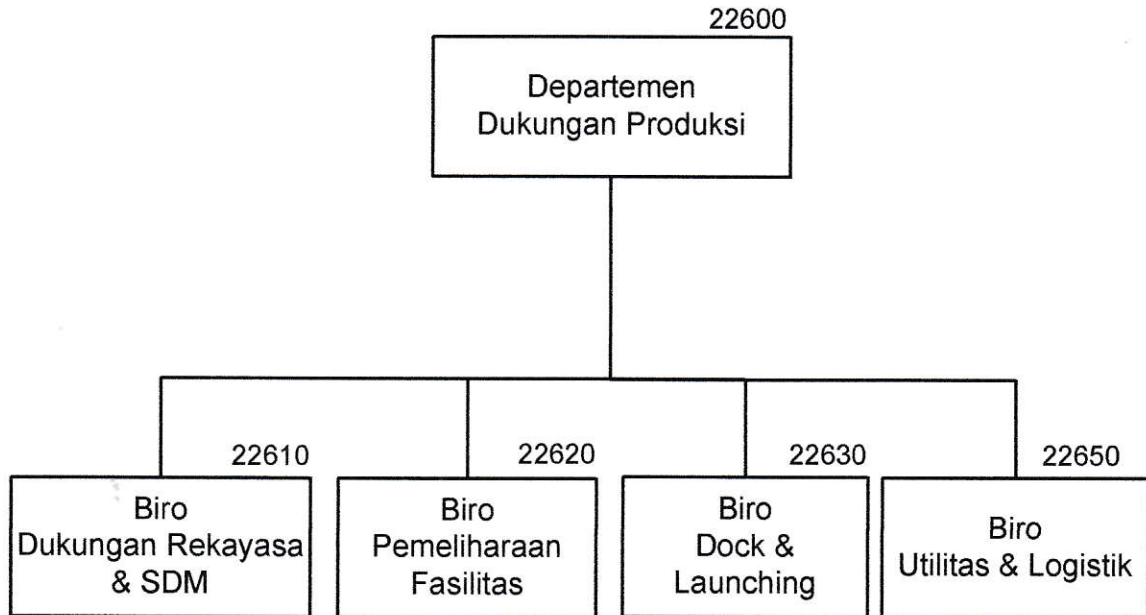 22600
Departemen
Dukungan Produksi
22610
Biro
Dukungan Rekayasa
& SDM
22620
Biro
Pemeliharaan
Fasilitas
22630
Biro
Dock &
Launching
22650
Biro
Utilitas & Logistik